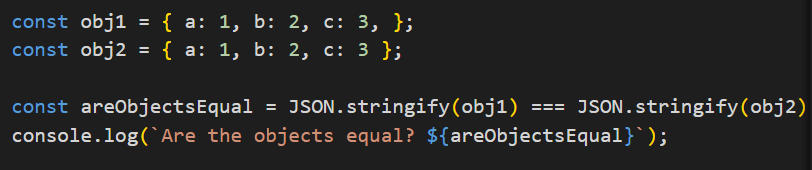 const obj1 = { a: 1, b: 2, c: 3, };
const obj2 = { a: 1, b: 2, c: 3 };
const areObjectsEqual = JSON.stringify(obj1) === JSON.stringify(obj2)
console.log(`Are the objects equal? ${areObjectsEqual}`);